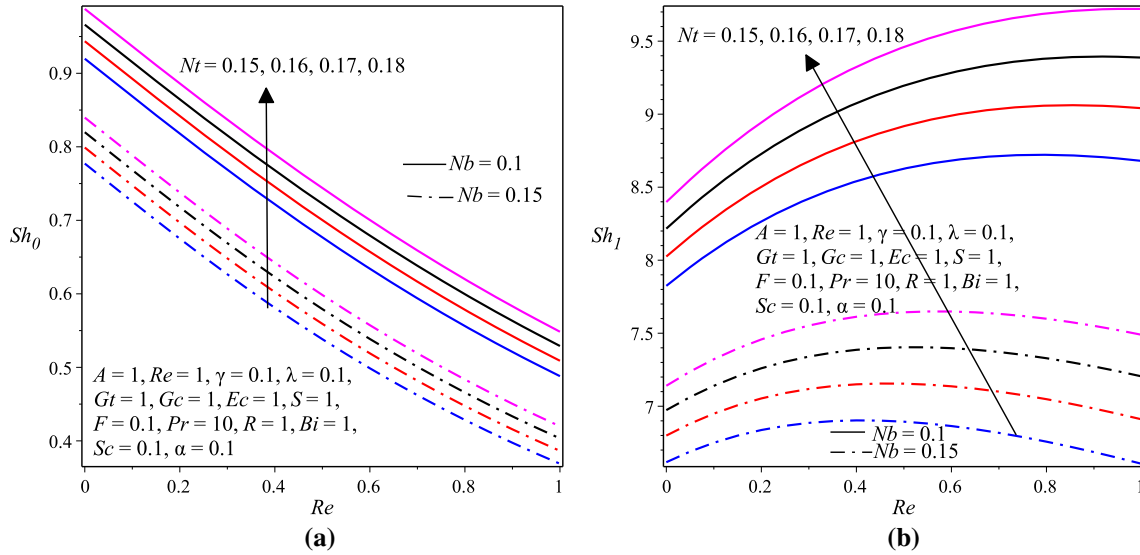 Nt = 0.15, 0.16, 0.17, 0.18
0.9
0.8
0.7
0.6
0.5
0.4
Sh0
Nb = 0.1
Nb = 0.15
A = 1, Re = 1, γ = 0.1, λ = 0.1,
Gt = 1, Gc = 1, Ec = 1, S = 1,
F = 0.1, Pr = 10, R = 1, Bi = 1,
Sc = 0.1, α = 0.1
0 0.2 0.4 0.6 0.8 1
Re
(a)
Nt = 0.15, 0.16, 0.17, 0.18
9.5
9
8.5
8
7.5
7
Sh1
A = 1, Re = 1, γ = 0.1, λ = 0.1,
Gt = 1, Gc = 1, Ec = 1, S = 1,
F = 0.1, Pr = 10, R = 1, Bi = 1,
Sc = 0.1, α = 0.1
Nb = 0.1
Nb = 0.15
0 0.2 0.4 0.6 0.8 1
Re
(b)